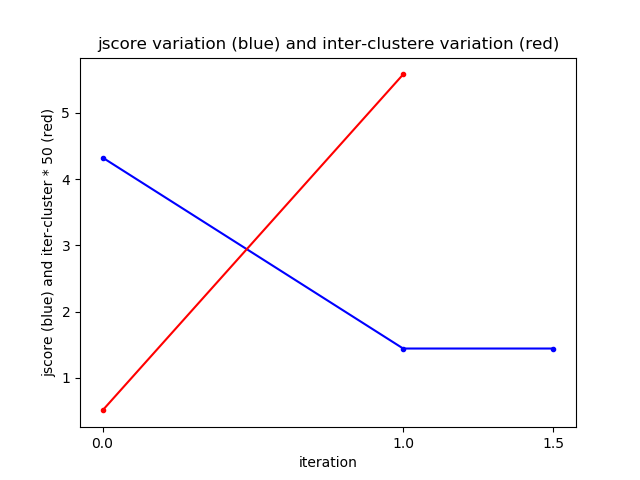 jscore variation (blue) and inter-clustere variation (red)
jscore (blue) and iter-cluster * 50 (red)
5
4
3
2
1
0.0 1.0 1.5
iteration